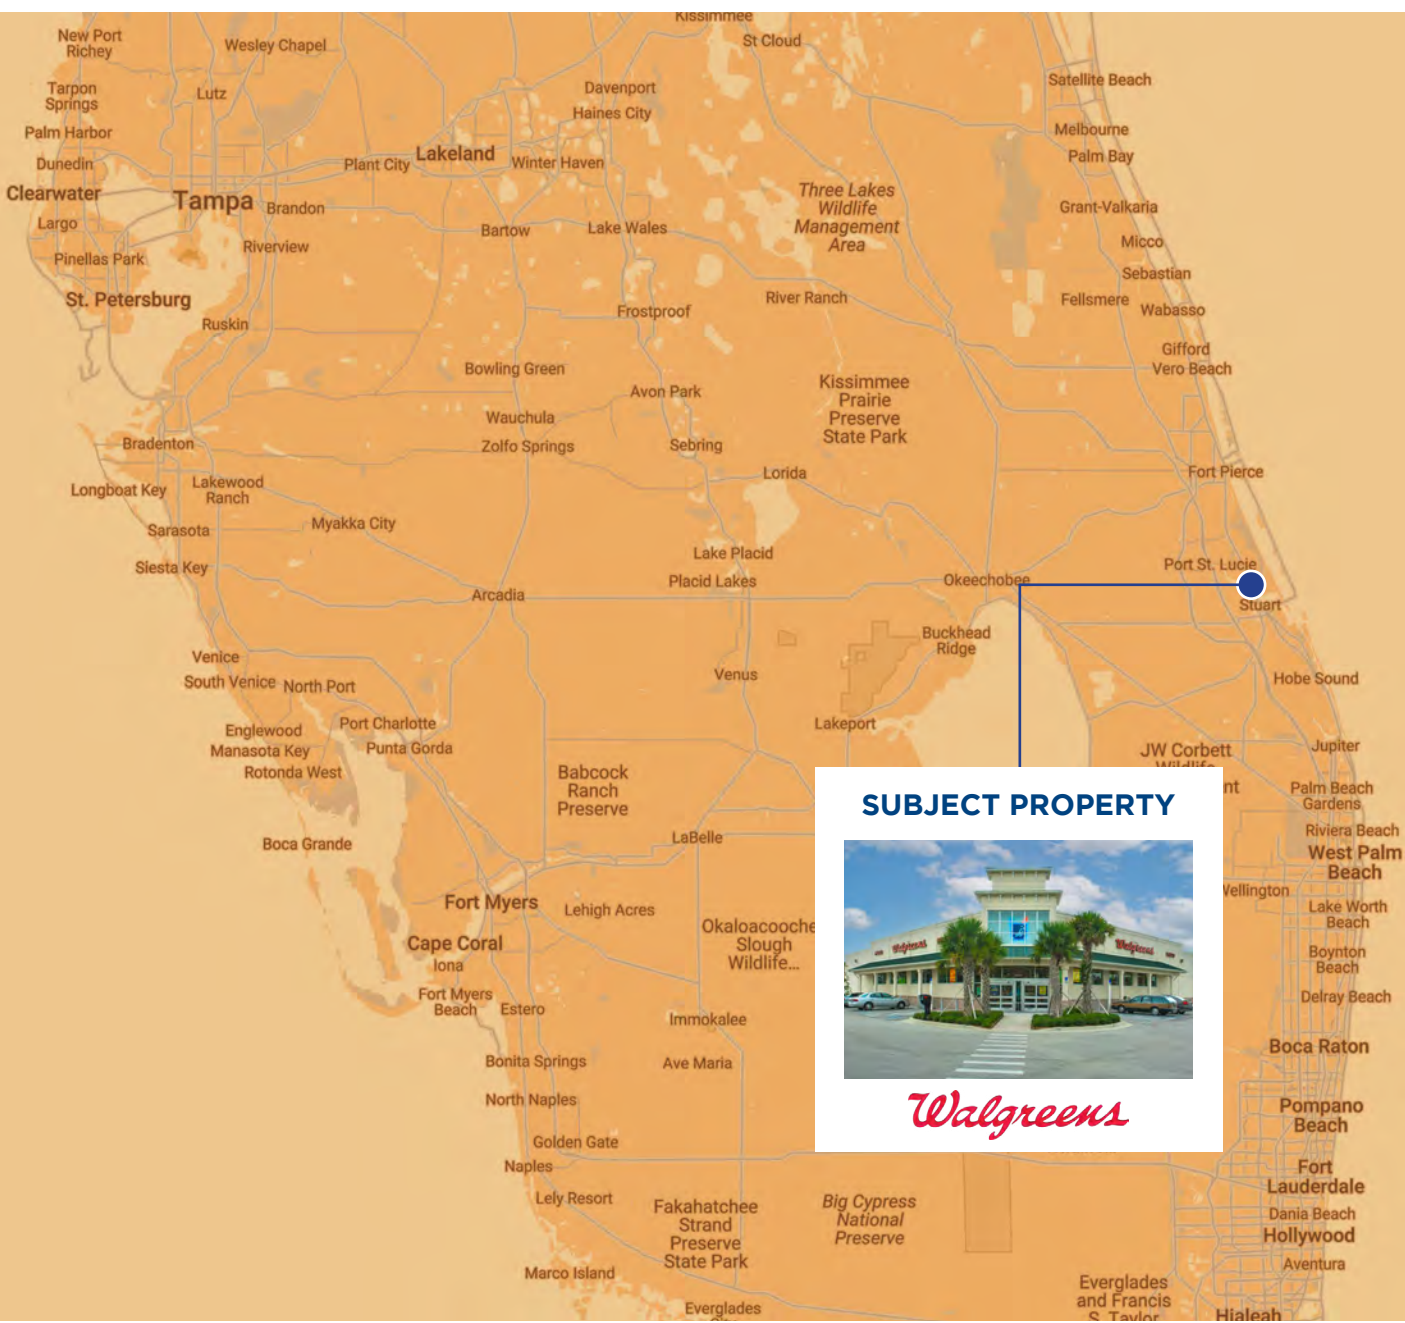 Kissimmee
New Port
Richey
Wesley Chapel
St Cloud
Tarpon
Springs
Lutz
Davenport
Satellite Beach
Haines City
Palm Harbor
Melbourne
Dunedin
Plant City
Lakeland
Winter Haven
Palm Bay
Clearwater
Tampa
Brandon
Three Lakes
Wildlife
Management
Area
Grant-Valkaria
Largo
Bartow
Lake Wales
Riverview
Micco
Pinellas Park
Sebastian
St. Petersburg
River Ranch
Fellsmere
Wabasso
Ruskin
Frostproof
Gifford
Vero Beach
Bowling Green
Avon Park
Kissimmee
Prairie
Preserve
State Park
Wauchula
Bradenton
Zolfo Springs
Sebring
Lorida
Fort Pierce
Longboat Key
Lakewood
Ranch
Myakka City
Sarasota
Lake Placid
Siesta Key
Placid Lakes
Okeechobee
Port St. Lucie
Arcadia
Stuart
Buckhead
Ridge
Venice
South Venice
North Port
Venus
Hobe Sound
Englewood
Port Charlotte
Lakeport
Manasota Key
Punta Gorda
JW Corbett
Jupiter
Rotonda West
Babcock
Ranch
Preserve
nt
Palm Beach
Gardens
SUBJECT PROPERTY
Boca Grande
LaBelle
Riviera Beach
West Palm
Beach
Wellington
Fort Myers
Lehigh Acres
Lake Worth
Beach
Okaloacooche
Slough
Wildlife...
Cape Coral
Iona
Walgreens
Walgreens
Walgreens
Boynton
Beach
Fort Myers
Beach
Estero
Delray Beach
Immokalee
Boca Raton
Bonita Springs
Ave Maria
North Naples
Walgreens
Pompano
Beach
Golden Gate
Naples
Fort
Lauderdale
Lely Resort
Fakahatchee
Strand
Preserve
State Park
Big Cypress
National
Preserve
Dania Beach
Hollywood
Marco Island
Aventura
Everglades
and Francis
S. Taylor
Everglades
Hialeah